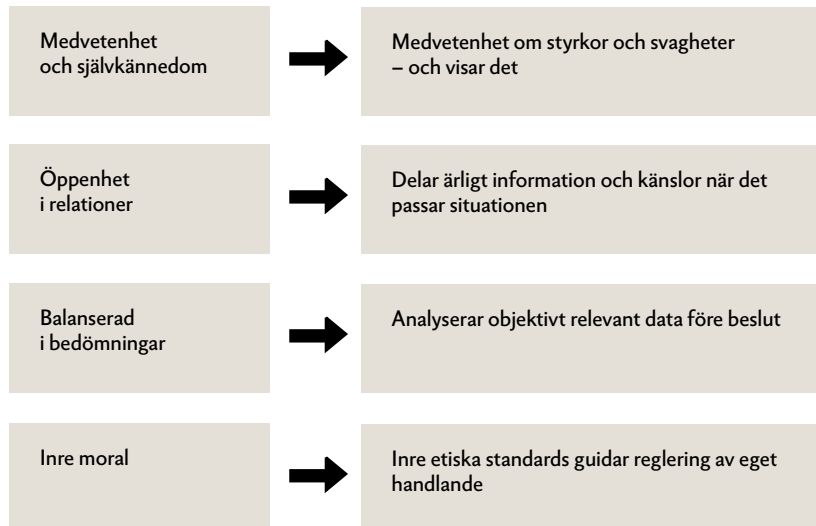 Medvetenhet
och självkännedom
Medvetenhet om styrkor och svagheter
– och visar det
Öppenhet
i relationer
Delar ärligt information och känslor när det
passar situationen
Balanserad
i bedömningar
Analyserar objektivt relevant data före beslut
Inre moral
Inre etiska standards guidar reglering av eget
handlande